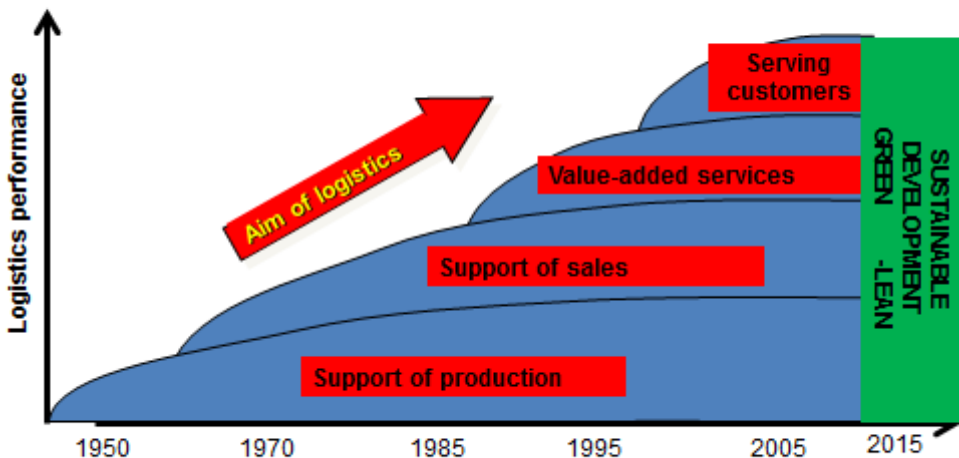 Logistics performance
Aim of logistics
Serving
customers
Value-added services
Support of sales
Support of production
SUSTAINABLE
DEVELOPMENT
GREEN -LEAN
1950 1970 1985 1995 2005 2015